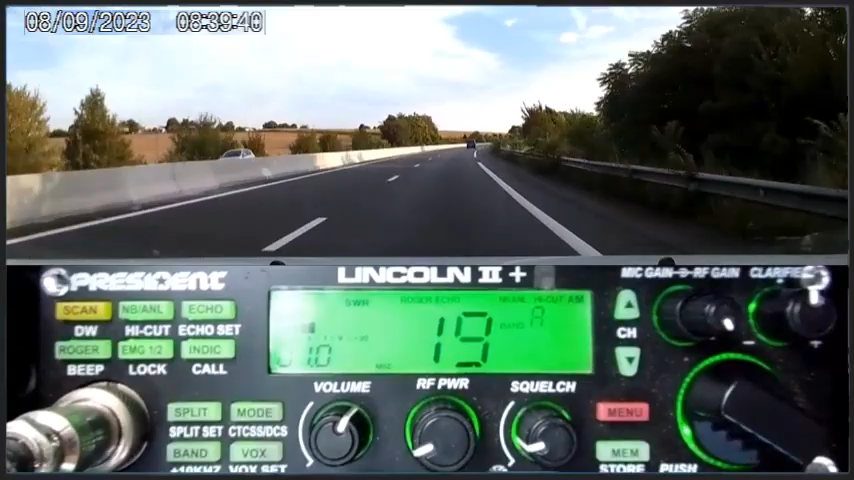 08/09/2023 08:39:40
PRESIDENT LINCOLN II + MIC GAIN RF GAIN CLARIFIER
SCAN NB/ANL ECHO
DW HI-CUT ECHO SET
ROGER EMG 1/2 INDIC
BEEP LOCK CALL
SWR ROGER ECHO NB/ANL HI-CUT AM
19 BAND A
1.0
CH
VOLUME RF PWR SQUELCH
SPLIT MODE MENU
SPLIT SET CTCSS/DCS
BAND VOX MEM
+10KHZ VOX SET STORE PUSH